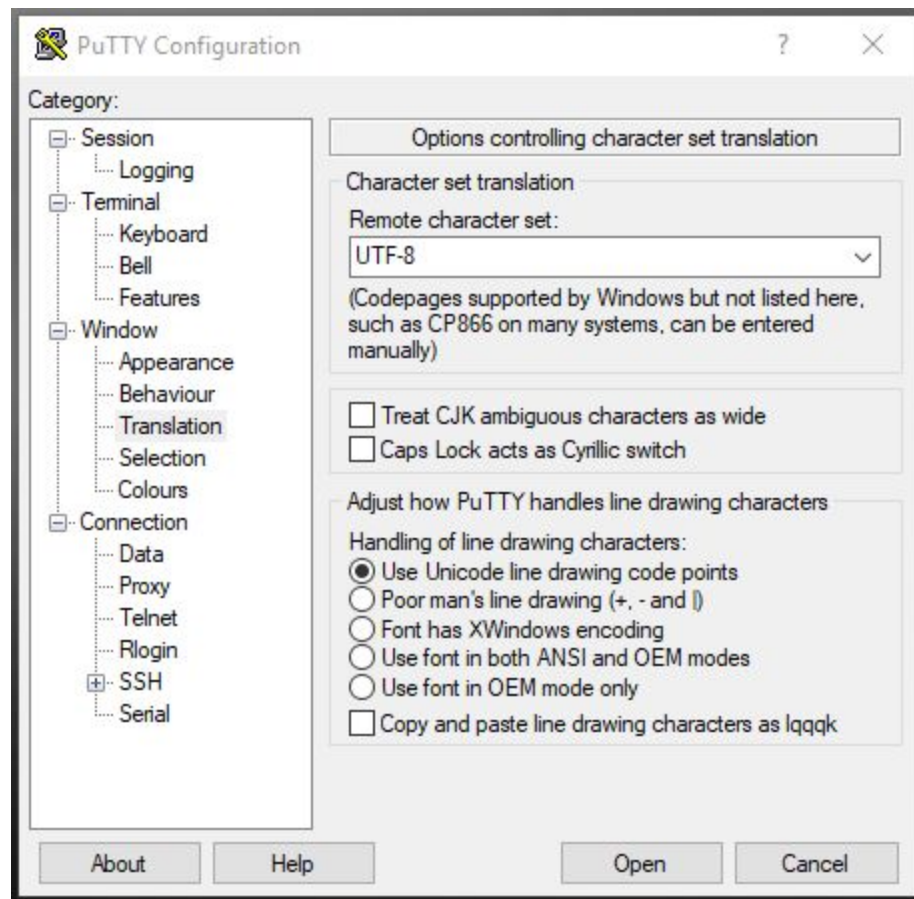 PuTTY Configuration
?
Category:
Session
Logging
Terminal
Keyboard
Bell
Features
Window
Appearance
Behaviour
Translation
Selection
Colours
Connection
Data
Proxy
Telnet
Rlogin
SSH
Serial
Options controlling character set translation
Character set translation
Remote character set:
UTF-8
(Codepages supported by Windows but not listed here,
such as CP866 on many systems, can be entered
manually)
Treat CJK ambiguous characters as wide
Caps Lock acts as Cyrillic switch
Adjust how PuTTY handles line drawing characters
Handling of line drawing characters:
Use Unicode line drawing code points
Poor man's line drawing (+, - and |)
Font has XWindows encoding
Use font in both ANSI and OEM modes
Use font in OEM mode only
Copy and paste line drawing characters as lqqqk
About
Help
Open
Cancel